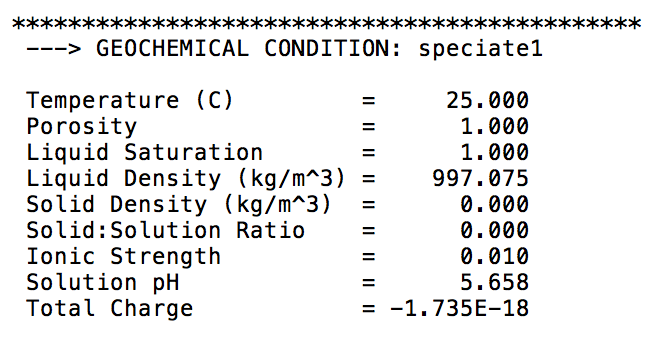 *********************************************
---> GEOCHEMICAL CONDITION: speciate1
Temperature (C)         =     25.000
Porosity                =      1.000
Liquid Saturation       =      1.000
Liquid Density (kg/m^3) =    997.075
Solid Density (kg/m^3)  =      0.000
Solid:Solution Ratio    =      0.000
Ionic Strength          =      0.010
Solution pH             =      5.658
Total Charge            = -1.735E-18